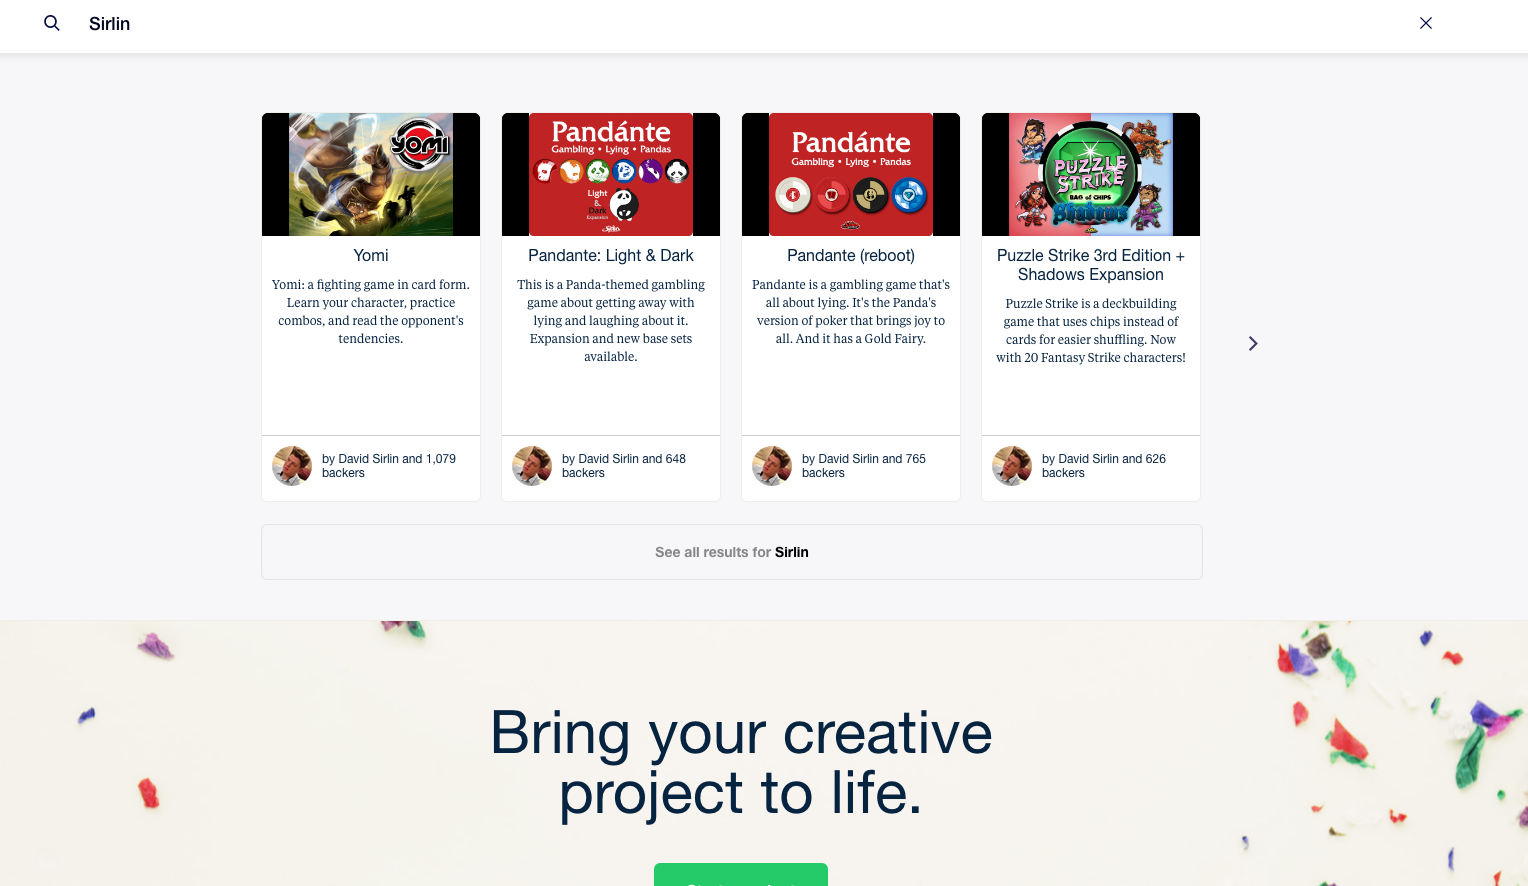 Sirlin
YOMI
Yomi
Yomi: a fighting game in card form.
Learn your character, practice
combos, and read the opponent's
tendencies.
by David Sirlin and 1,079
backers
Pandánte
Gambling • Lying • Pandas
Light
&
Dark
Expansion
Pandante: Light & Dark
This is a Panda-themed gambling
game about getting away with
lying and laughing about it.
Expansion and new base sets
available.
by David Sirlin and 648
backers
Pandánte
Gambling • Lying • Pandas
Pandante (reboot)
Pandante is a gambling game that's
all about lying. It's the Panda's
version of poker that brings joy to
all. And it has a Gold Fairy.
by David Sirlin and 765
backers
PUZZLE
STRIKE
BAG of CHIPS
Shadows
Puzzle Strike 3rd Edition +
Shadows Expansion
Puzzle Strike is a deckbuilding
game that uses chips instead of
cards for easier shuffling. Now
with 20 Fantasy Strike characters!
by David Sirlin and 626
backers
See all results for Sirlin
Bring your creative
project to life.